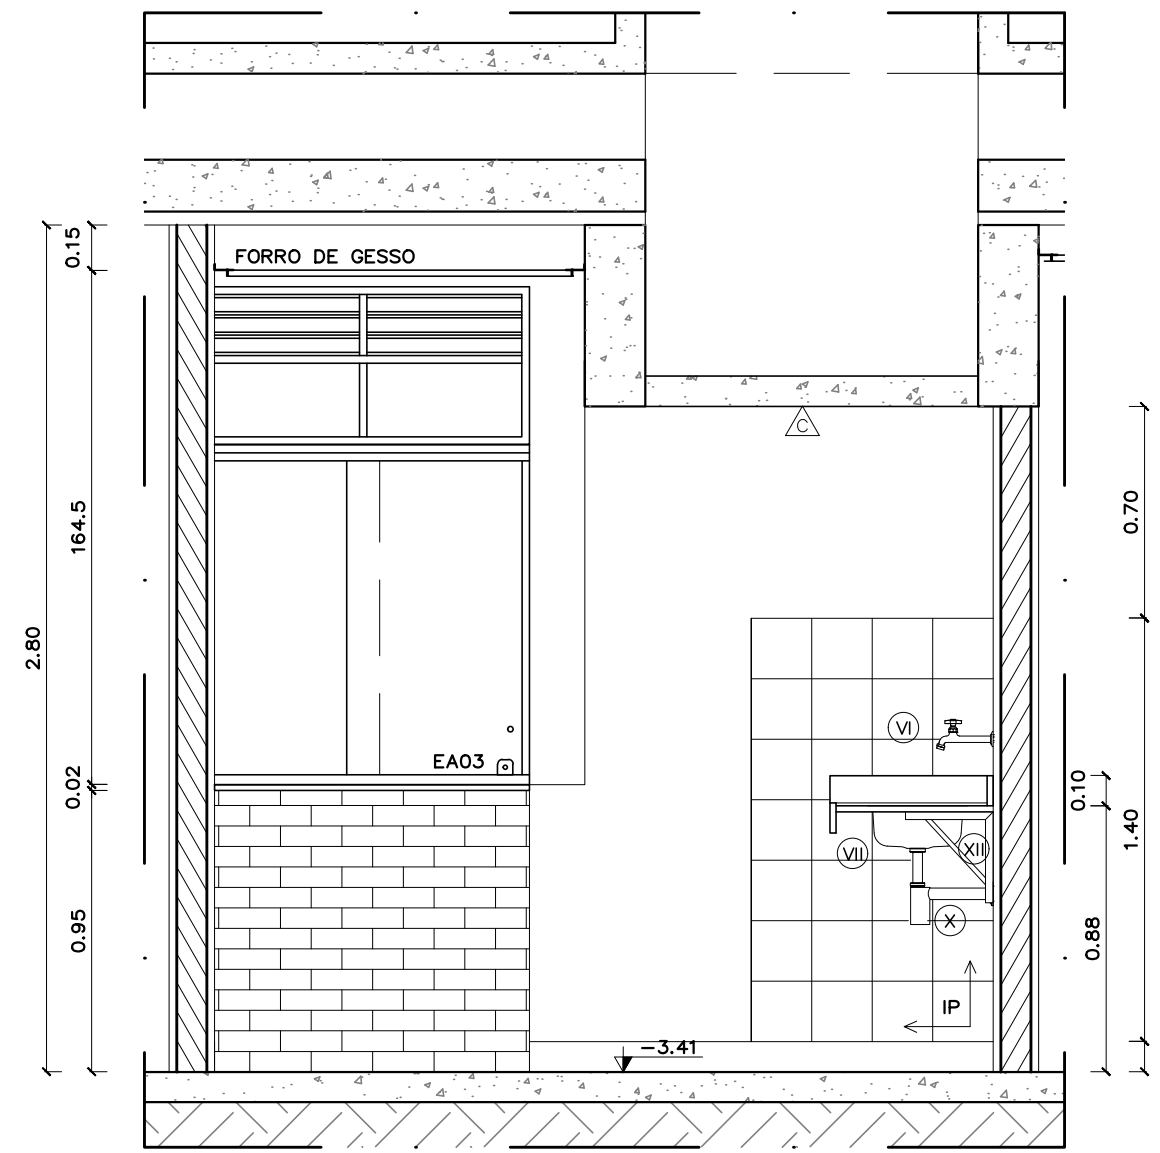 0.15
FORRO DE GESSO
C
164.5
0.70
2.80
VI
EA03
0.02
0.10
1.40
VII
XII
0.95
X
0.88
IP
-3.41